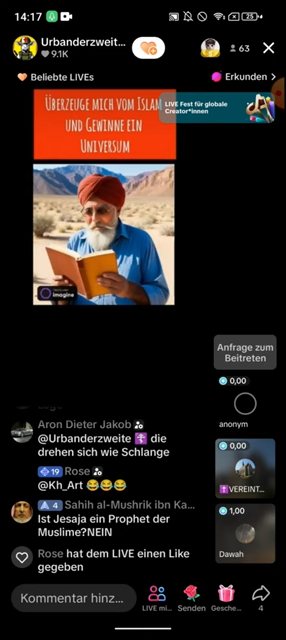 14:17
25
Urbanderzweite...
9.1K
63
Beliebte LIVEs
Erkunden >
ÜBERZEUGE MICH VOM ISLAM
UND GEWINNE EIN
UNIVERSUM
LIVE Fest für globale
Creator*innen
imagine
Anfrage zum
Beitreten
0,00
anonym
0,00
VEREINT...
1,00
Dawah
Aron Dieter Jakob
@Urbanderzweite ✝️ die
drehen sich wie Schlange
19 Rose
@Kh_Art 😂😂😂
4 Sahih al-Mushrik ibn Ka...
Ist Jesaja ein Prophet der
Muslime?NEIN
Rose hat dem LIVE einen Like
gegeben
Kommentar hinz...
LIVE mi...
Senden
Gesche...
4